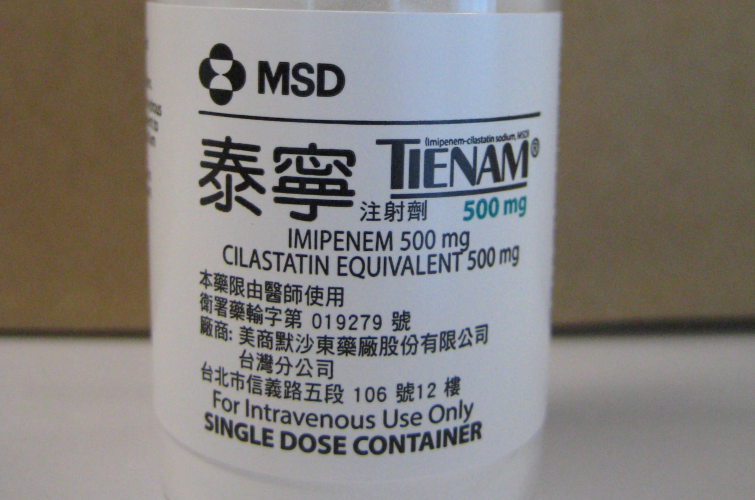 MSD
(Imipenem-cilastatin sodium, MSD)
泰寧 TIENAM®
注射劑 500 mg
IMIPENEM 500 mg
CILASTATIN EQUIVALENT 500 mg
本藥限由醫師使用
衛署藥輸字第 019279 號
廠商: 美商默沙東藥廠股份有限公司
台灣分公司
台北市信義路五段 106 號12 樓
For Intravenous Use Only
SINGLE DOSE CONTAINER